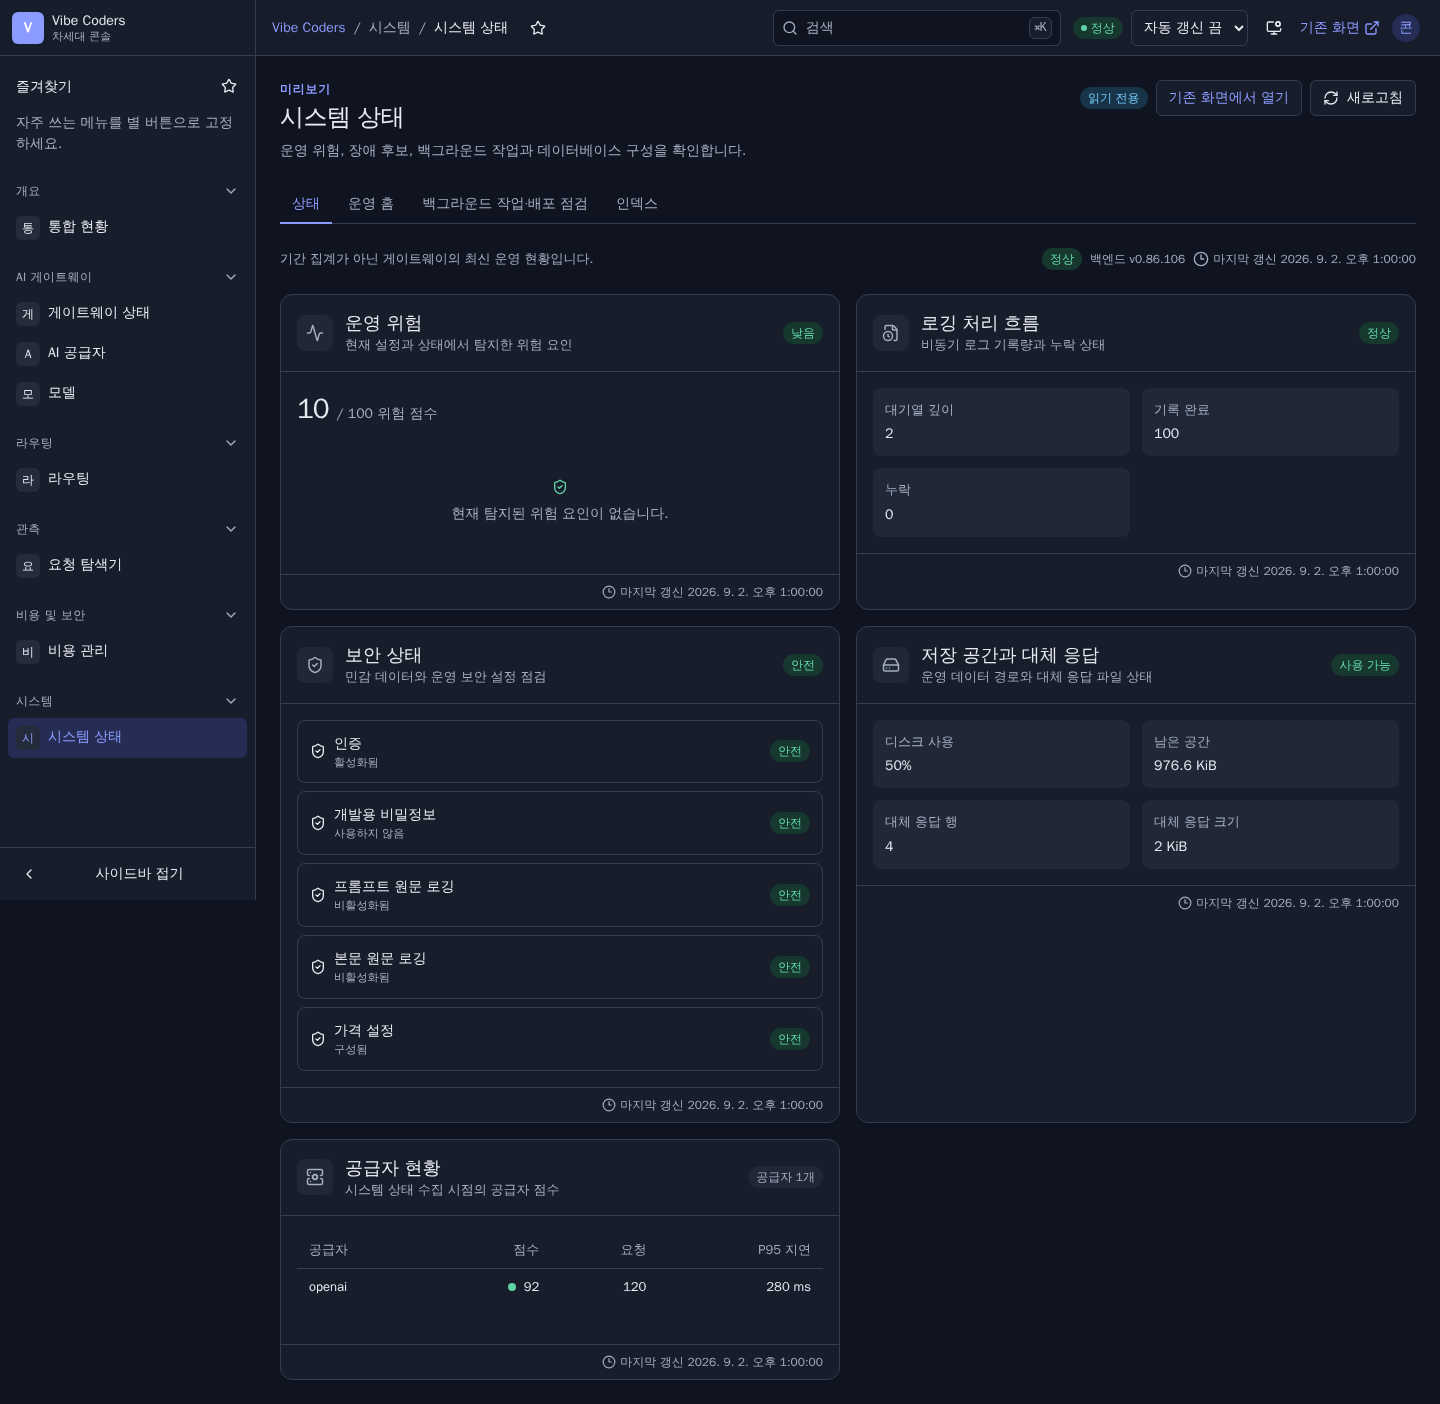 V
Vibe Coders
차세대 콘솔
Vibe Coders / 시스템 / 시스템 상태
검색
⌘K
정상
자동 갱신 끔
기존 화면
콘
즐겨찾기
자주 쓰는 메뉴를 별 버튼으로 고정
하세요.
개요
통 통합 현황
AI 게이트웨이
게 게이트웨이 상태
A AI 공급자
모 모델
라우팅
라 라우팅
관측
요 요청 탐색기
비용 및 보안
비 비용 관리
시스템
시 시스템 상태
사이드바 접기
미리보기
시스템 상태
운영 위험, 장애 후보, 백그라운드 작업과 데이터베이스 구성을 확인합니다.
읽기 전용
기존 화면에서 열기
새로고침
상태
운영 홈
백그라운드 작업·배포 점검
인덱스
기간 집계가 아닌 게이트웨이의 최신 운영 현황입니다.
정상
백엔드 v0.86.106
마지막 갱신 2026. 9. 2. 오후 1:00:00
운영 위험
현재 설정과 상태에서 탐지한 위험 요인
낮음
10 / 100 위험 점수
현재 탐지된 위험 요인이 없습니다.
마지막 갱신 2026. 9. 2. 오후 1:00:00
로깅 처리 흐름
비동기 로그 기록량과 누락 상태
정상
대기열 깊이
2
기록 완료
100
누락
0
마지막 갱신 2026. 9. 2. 오후 1:00:00
보안 상태
민감 데이터와 운영 보안 설정 점검
안전
인증
활성화됨
안전
개발용 비밀정보
사용하지 않음
안전
프롬프트 원문 로깅
비활성화됨
안전
본문 원문 로깅
비활성화됨
안전
가격 설정
구성됨
안전
마지막 갱신 2026. 9. 2. 오후 1:00:00
저장 공간과 대체 응답
운영 데이터 경로와 대체 응답 파일 상태
사용 가능
디스크 사용
50%
남은 공간
976.6 KiB
대체 응답 행
4
대체 응답 크기
2 KiB
마지막 갱신 2026. 9. 2. 오후 1:00:00
공급자 현황
시스템 상태 수집 시점의 공급자 점수
공급자 1개
공급자 점수 요청 P95 지연
openai 92 120 280 ms
마지막 갱신 2026. 9. 2. 오후 1:00:00